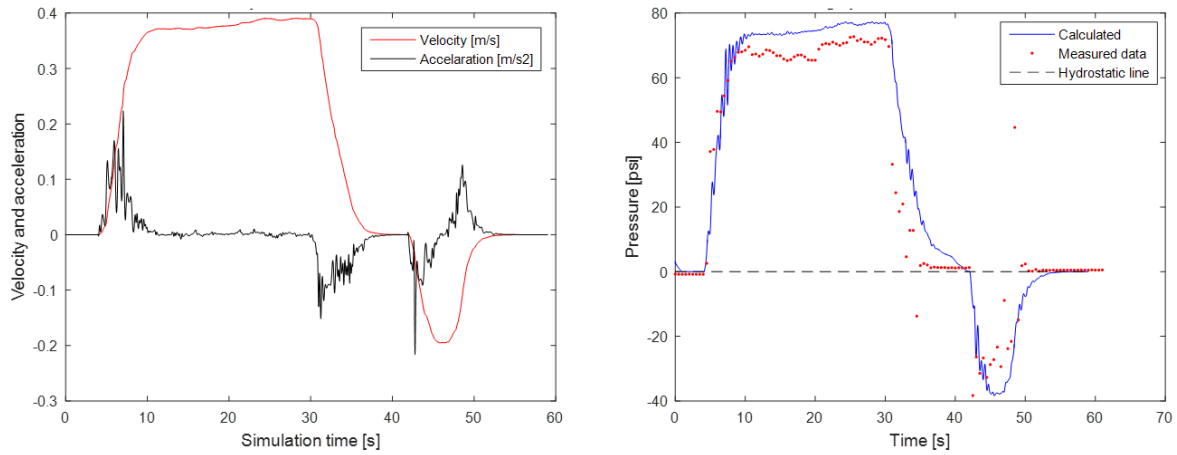 0.4
0.3
0.2
0.1
0
-0.1
-0.2
-0.3
Velocity and acceleration
Velocity [m/s]
Accelaration [m/s2]
0 10 20 30 40 50 60
Simulation time [s]
80
60
40
20
0
-20
-40
Pressure [psi]
Calculated
Measured data
Hydrostatic line
0 10 20 30 40 50 60 70
Time [s]